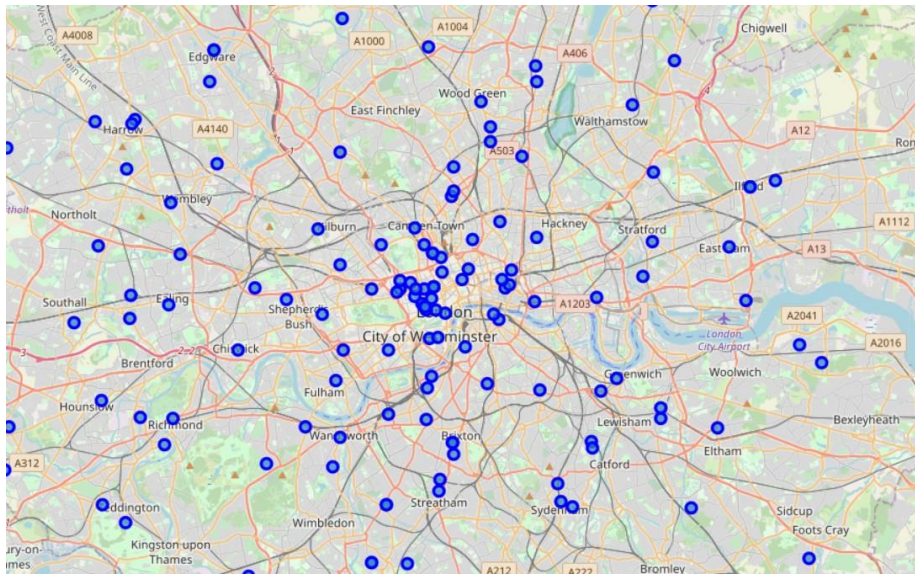 Chigwell
A1004
A4008
A1000
West Coast Main Line
A406
Edgware
Wood Green
East Finchley
Walthamstow
A4140
A12
Harrow
A503
Ilford
Wembley
Northolt
Camden Town
Hackney
A1112
Stratford
East Ham
A13
Southall
Ealing
Shepherd's
Bush
A1203
London
A2041
City of Westminster
London
City Airport
A2016
Chiswick
2;2
3
Brentford
Greenwich
Woolwich
Fulham
Hounslow
Richmond
Lewisham
Bexleyheath
Wandsworth
Brixton
Eltham
A312
Catford
Streatham
Sydenham
Sidcup
Wimbledon
Foots Cray
Kingston upon
Thames
A212
A222
Bromley